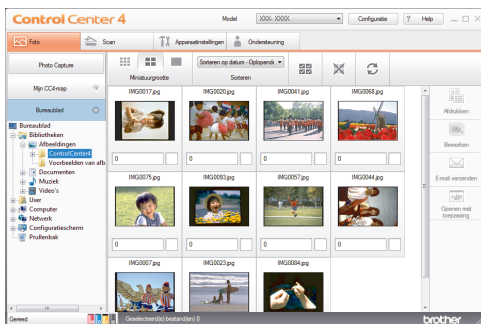 Control Center 4
Model XXX- XXXX Configuratie ? Help
Foto Scan Apparaatinstellingen Ondersteuning
Photo Capture
Mijn CC4-map
Bureaublad
Miniatuurgrootte
Sorteren op datum - Oplopende
Sorteren
Bureaublad
Bibliotheken
Afbeeldingen
ControlCenter4
Voorbeelden van afb
Documenten
Muziek
Video's
User
Computer
Netwerk
Configuratiescherm
Prullenbak
IMG0017.jpg IMG0020.jpg IMG0041.jpg IMG0068.jpg
0 0 0 0
IMG0075.jpg IMG0093.jpg IMG0057.jpg IMG0044.jpg
0 0 0 0
IMG0007.jpg IMG0023.jpg IMG0084.jpg
Afdrukken
Bewerken
E-mail verzenden
Openen met
toepassing
Gereed Geselecteerd(e) bestand(en) 0 brother